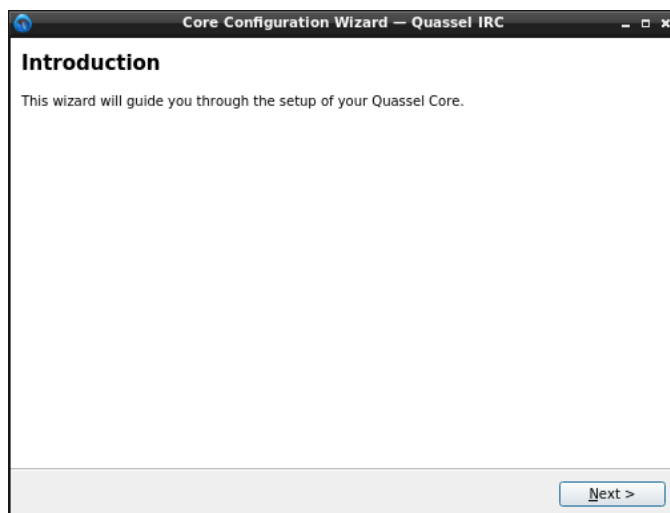 Core Configuration Wizard — Quassel IRC
Introduction
This wizard will guide you through the setup of your Quassel Core.
Next >